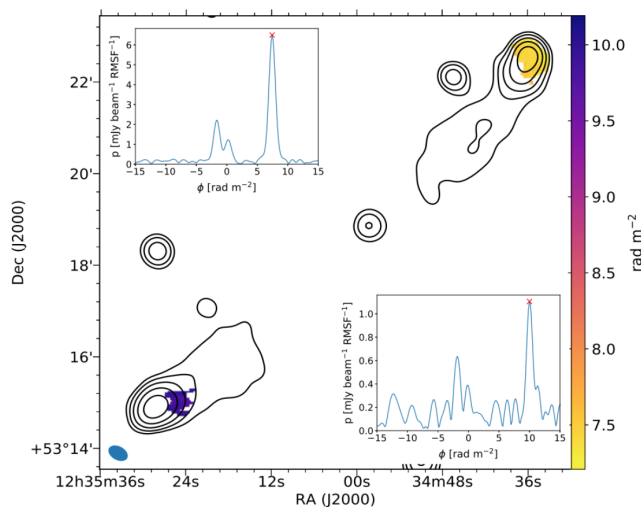 p [mJy beam⁻¹ RMSF⁻¹]
6
5
4
3
2
1
0
−15 −10 −5 0 5 10 15
ϕ [rad m⁻²]
Dec (J2000)
22'
20'
18'
16'
+53°14'
p [mJy beam⁻¹ RMSF⁻¹]
1.0
0.8
0.6
0.4
0.2
0.0
−15 −10 −5 0 5 10 15
ϕ [rad m⁻²]
12h35m36s 24s 12s 00s 34m48s 36s
RA (J2000)
10.0
9.5
9.0
8.5
8.0
7.5
rad m⁻²